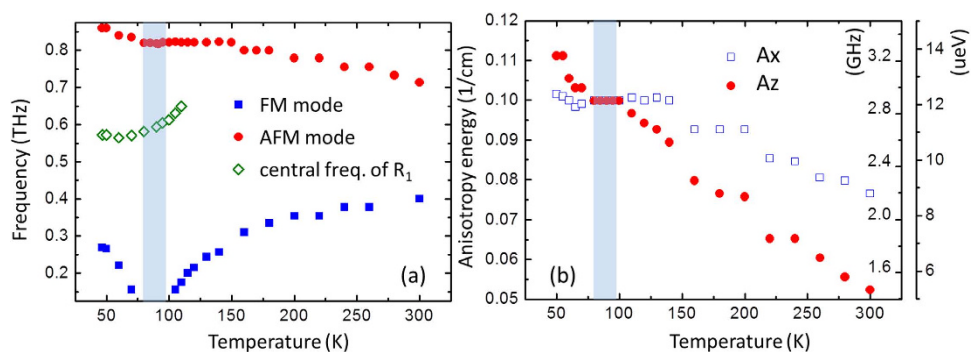 Frequency (THz)
0.8
0.7
0.6
0.5
0.4
0.3
0.2
FM mode
AFM mode
central freq. of R1
(a)
50 100 150 200 250 300
Temperature (K)
Anisotropy energy (1/cm)
0.12
0.11
0.10
0.09
0.08
0.07
0.06
0.05
Ax
Az
(b)
50 100 150 200 250 300
Temperature (K)
(GHz)
3.2
2.8
2.4
2.0
1.6
(ueV)
14
12
10
8
6